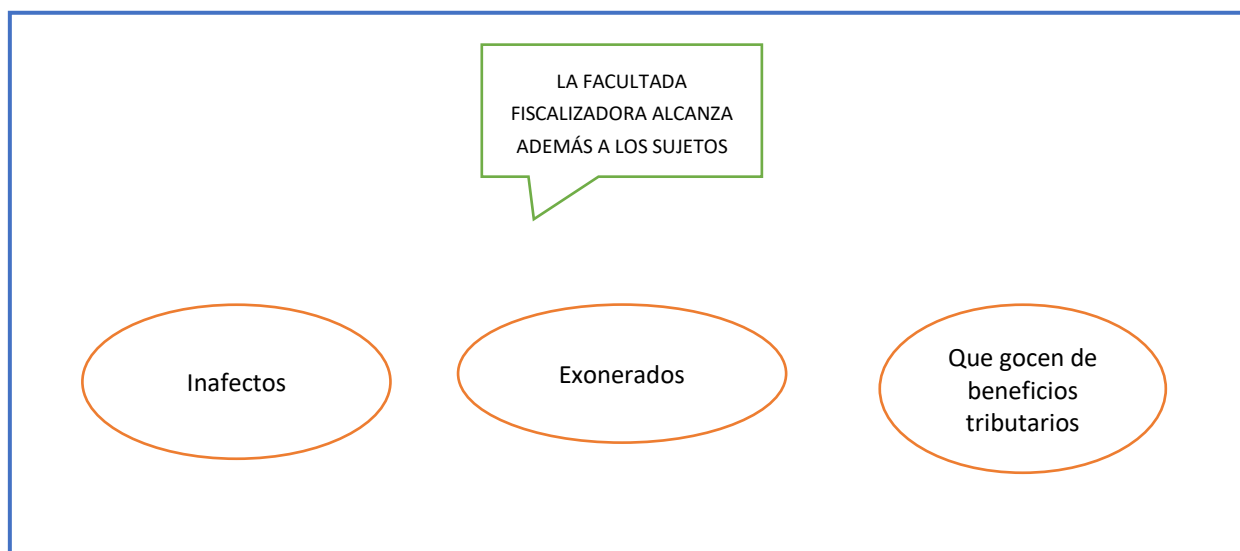 LA FACULTADA
FISCALIZADORA ALCANZA
ADEMÁS A LOS SUJETOS
Inafectos
Exonerados
Que gocen de
beneficios
tributarios